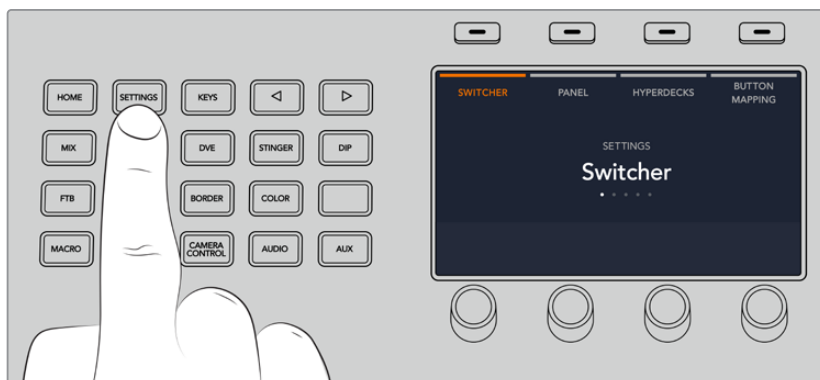 HOME
SETTINGS
KEYS
MIX
DVE
STINGER
DIP
FTB
BORDER
COLOR
MACRO
CAMERA
CONTROL
AUDIO
AUX
SWITCHER
PANEL
HYPERDECKS
BUTTON
MAPPING
SETTINGS
Switcher